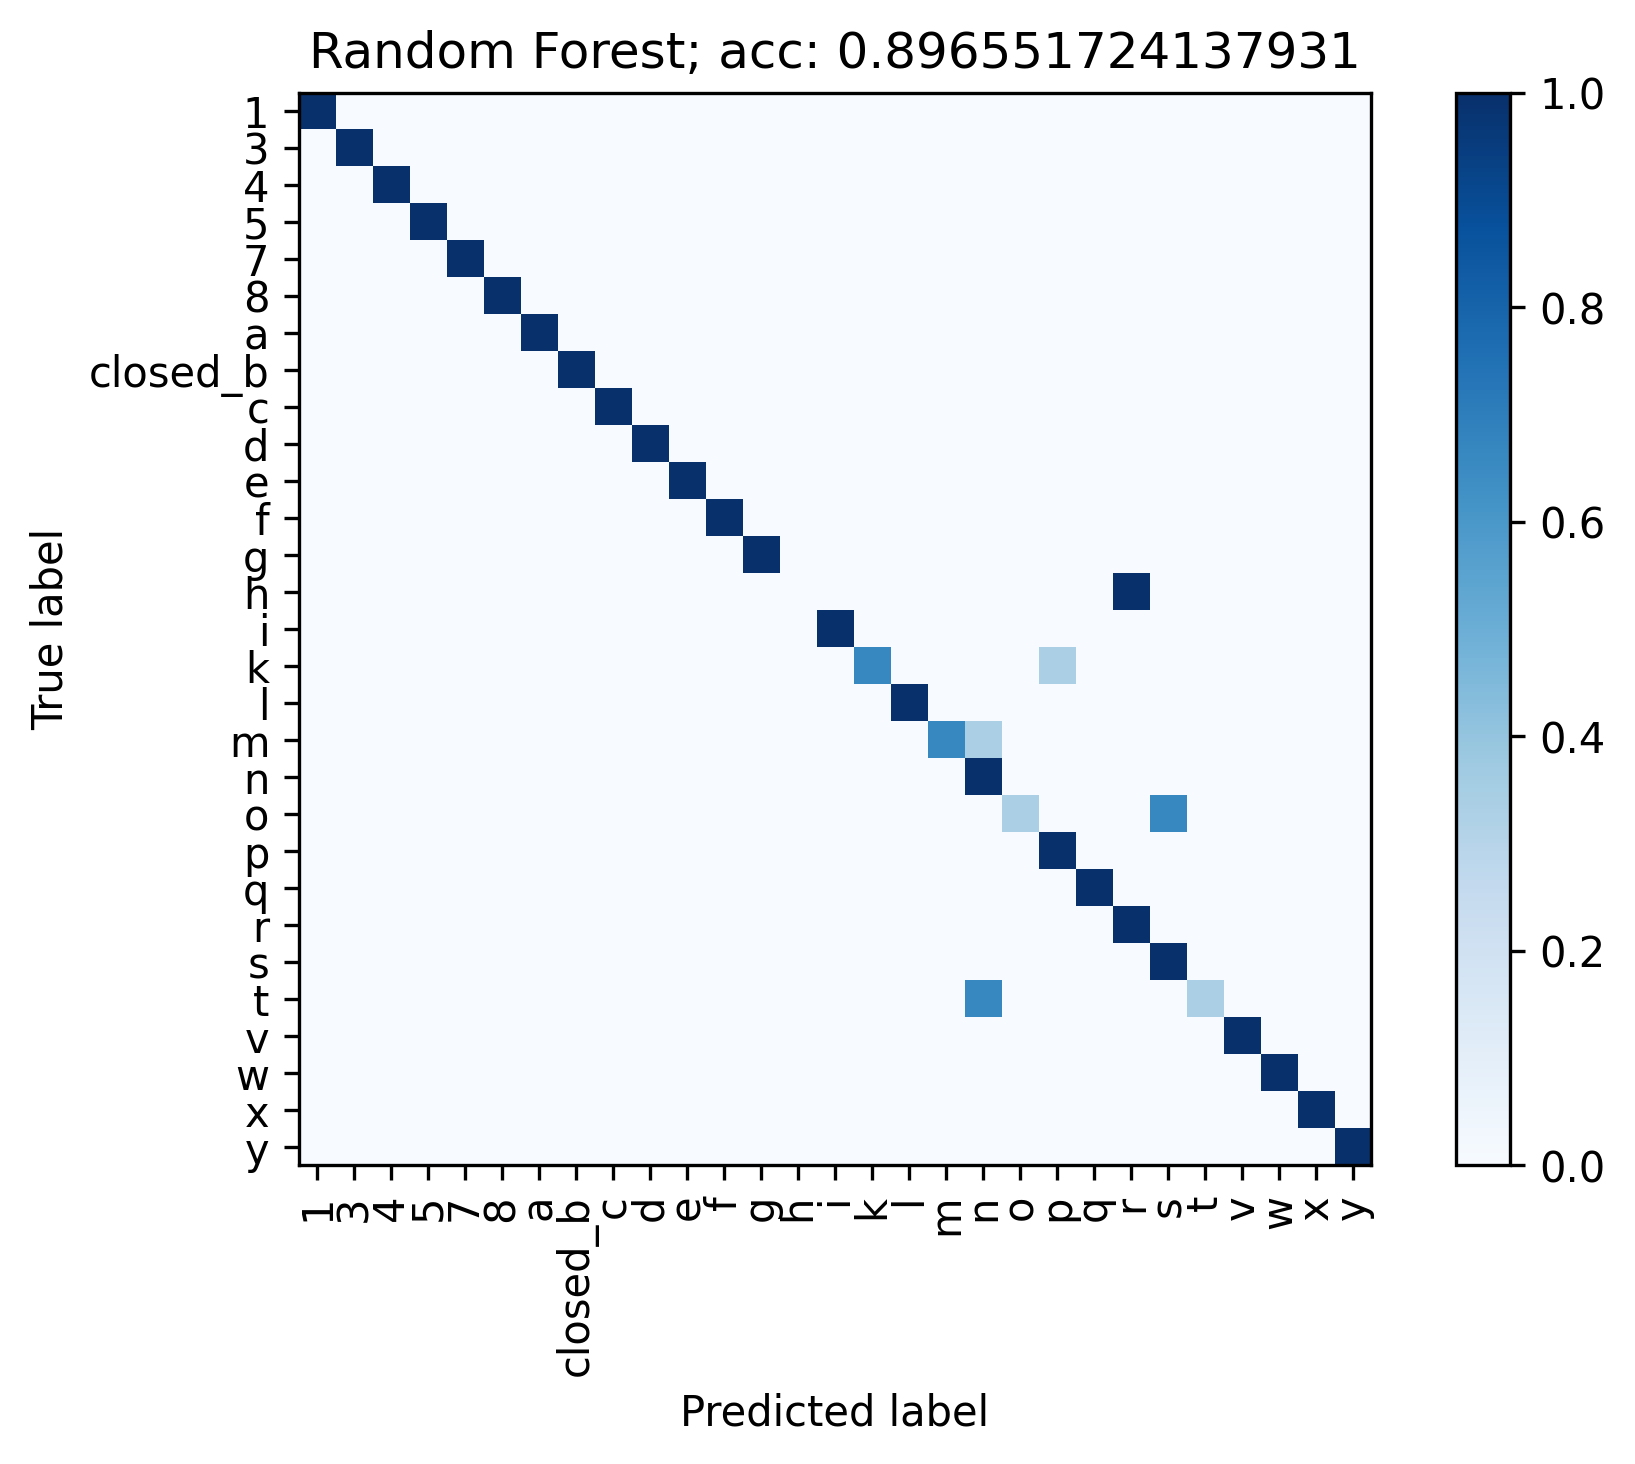 Random Forest; acc: 0.896551724137931
True label
1
3
4
5
7
8
a
closed_b
c
d
e
f
g
h
i
k
l
m
n
o
p
q
r
s
t
v
w
x
y
1 3 4 5 7 8 a closed_b c d e f g h i k l m n o p q r s t v w x y
Predicted label
1.0
0.8
0.6
0.4
0.2
0.0